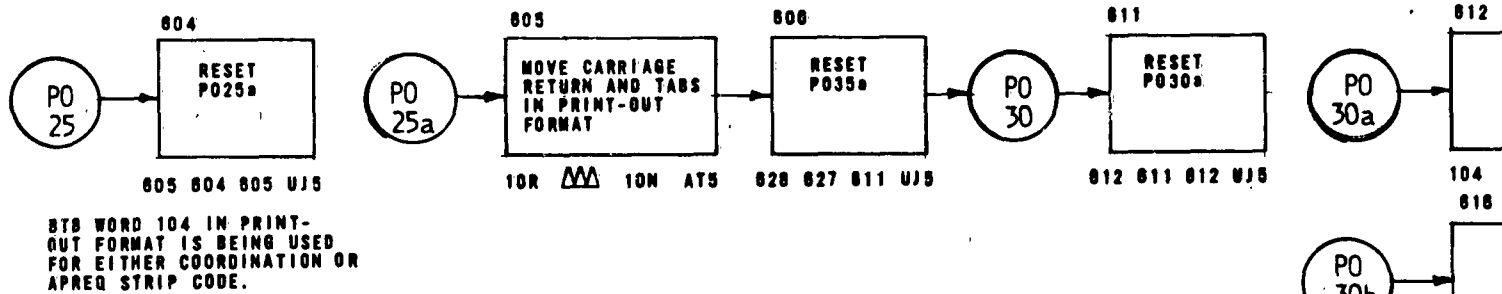 604
PO
25
RESET
PO25a
605 604 605 UJ5
STB WORD 104 IN PRINT-
OUT FORMAT IS BEING USED
FOR EITHER COORDINATION OR
APREQ STRIP CODE.
605
PO
25a
MOVE CARRIAGE
RETURN AND TABS
IN PRINT-OUT
FORMAT
10R ΔΔΔ 10N AT5
606
RESET
PO35a
628 627 611 UJ5
PO
30
611
RESET
PO30a
612 611 612 UJ5
612
PO
30a
104
616
PO
30b